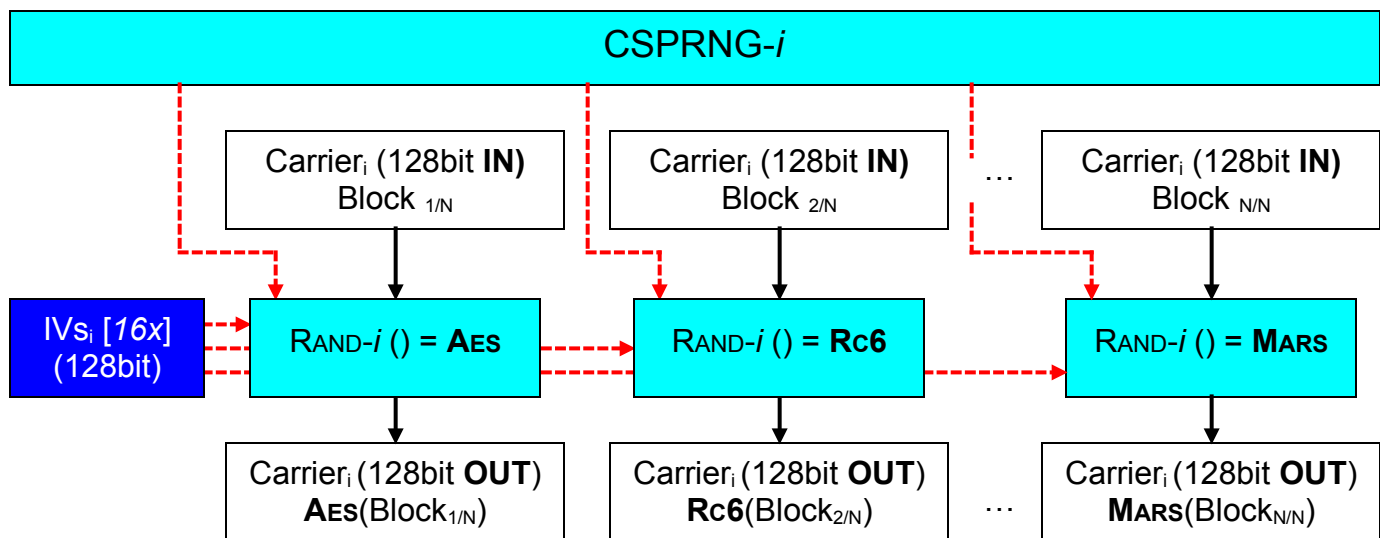 CSPRNG-i
Carrierᵢ (128bit IN)
Block 1/N
Carrierᵢ (128bit IN)
Block 2/N
...
Carrierᵢ (128bit IN)
Block N/N
IVsᵢ [16x]
(128bit)
RAND-i () = AES
RAND-i () = RC6
RAND-i () = MARS
Carrierᵢ (128bit OUT)
AES(Block1/N)
Carrierᵢ (128bit OUT)
RC6(Block2/N)
...
Carrierᵢ (128bit OUT)
MARS(BlockN/N)